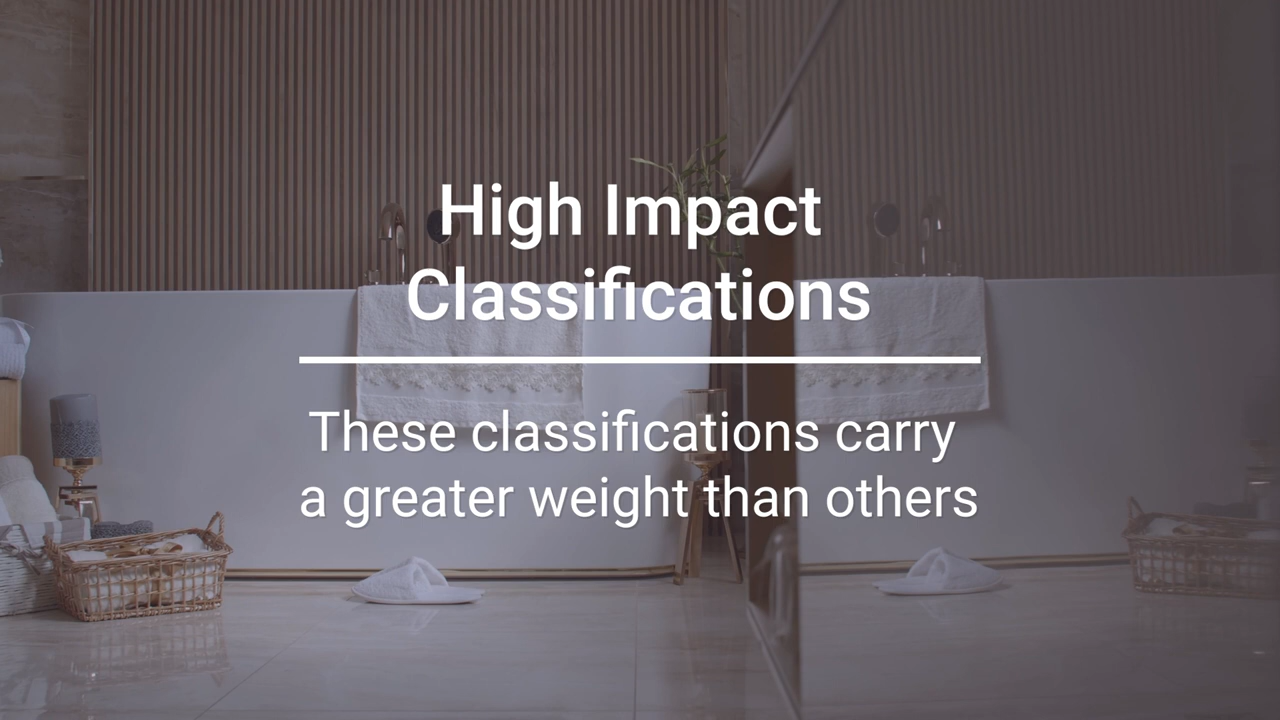 High Impact
Classifications
These classifications carry
a greater weight than others